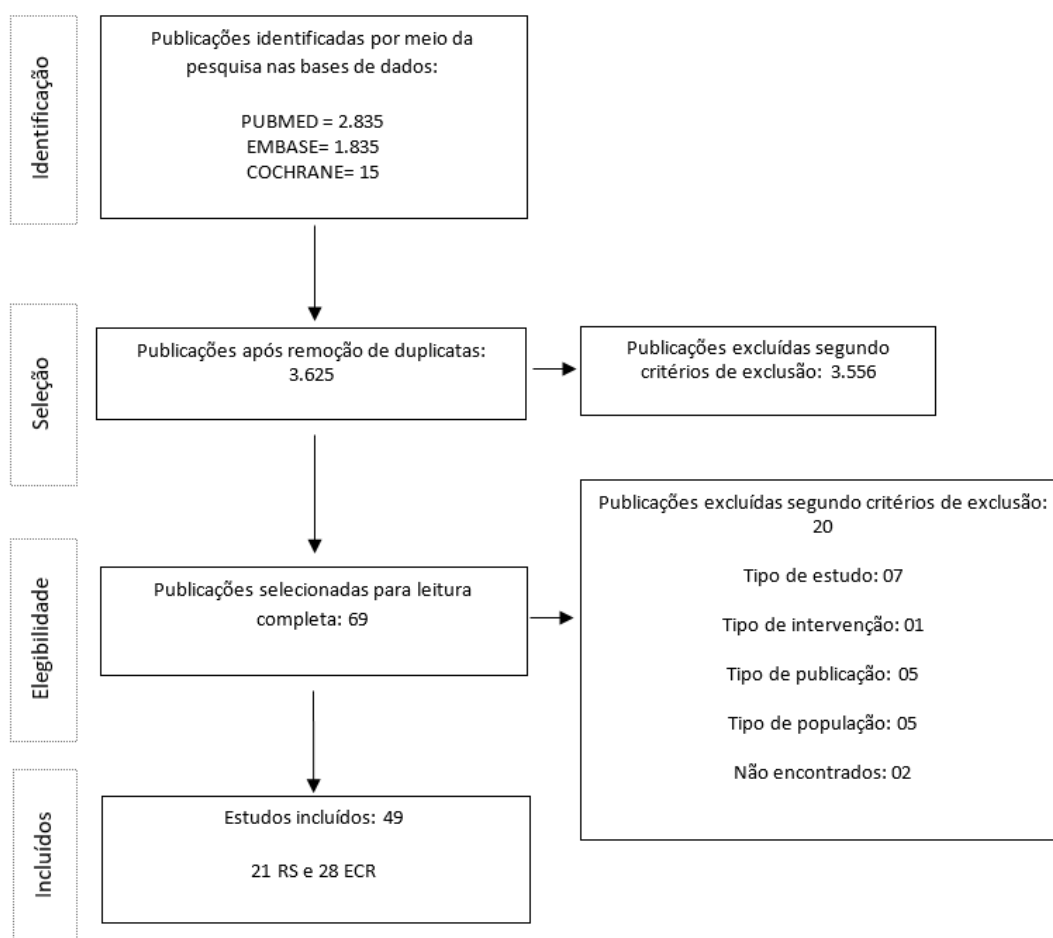 Identificação
Publicações identificadas por meio da
pesquisa nas bases de dados:
PUBMED = 2.835
EMBASE= 1.835
COCHRANE= 15
Seleção
Publicações após remoção de duplicatas:
3.625
Publicações excluídas segundo
critérios de exclusão: 3.556
Elegibilidade
Publicações selecionadas para leitura
completa: 69
Publicações excluídas segundo critérios de exclusão:
20
Tipo de estudo: 07
Tipo de intervenção: 01
Tipo de publicação: 05
Tipo de população: 05
Não encontrados: 02
Incluídos
Estudos incluídos: 49
21 RS e 28 ECR